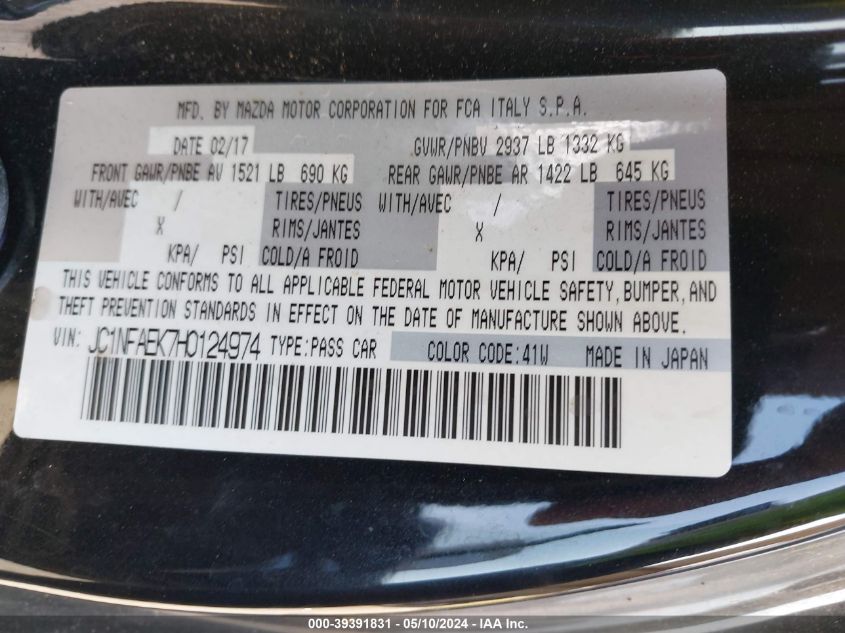 MFD. BY MAZDA MOTOR CORPORATION FOR FCA ITALY S.P.A.
DATE 02/17 GVWR/PNBV 2937 LB 1332 KG
FRONT GAWR/PNBE AV 1521 LB 690 KG REAR GAWR/PNBE AR 1422 LB 645 KG
WITH/AVEC / TIRES/PNEUS WITH/AVEC / TIRES/PNEUS
X RIMS/JANTES X RIMS/JANTES
KPA/ PSI COLD/A FROID KPA/ PSI COLD/A FROID
THIS VEHICLE CONFORMS TO ALL APPLICABLE FEDERAL MOTOR VEHICLE SAFETY, BUMPER, AND
THEFT PREVENTION STANDARDS IN EFFECT ON THE DATE OF MANUFACTURE SHOWN ABOVE.
VIN: JC1NFAEK7H0124974 TYPE:PASS CAR COLOR CODE:41W MADE IN JAPAN
000-39391831 - 05/10/2024 - IAA Inc.